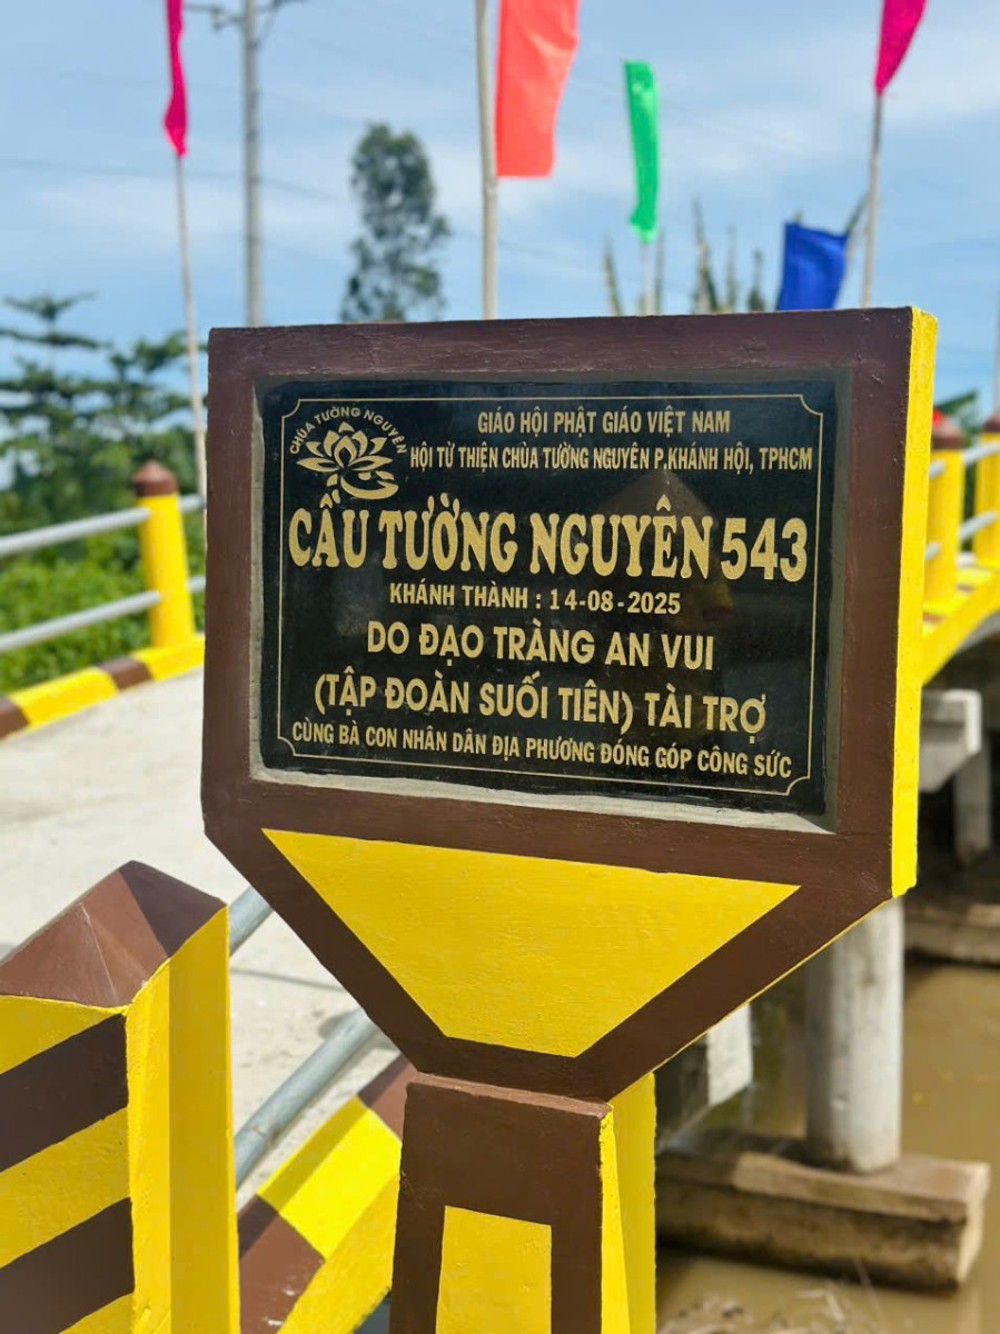 CHÙA TƯỜNG NGUYÊN
GIÁO HỘI PHẬT GIÁO VIỆT NAM
HỘI TỪ THIỆN CHÙA TƯỜNG NGUYÊN P.KHÁNH HỘI, TPHCM
CẦU TƯỜNG NGUYÊN 543
KHÁNH THÀNH : 14-08-2025
DO ĐẠO TRÀNG AN VUI
(TẬP ĐOÀN SUỐI TIÊN) TÀI TRỢ
CÙNG BÀ CON NHÂN DÂN ĐỊA PHƯƠNG ĐÓNG GÓP CÔNG SỨC